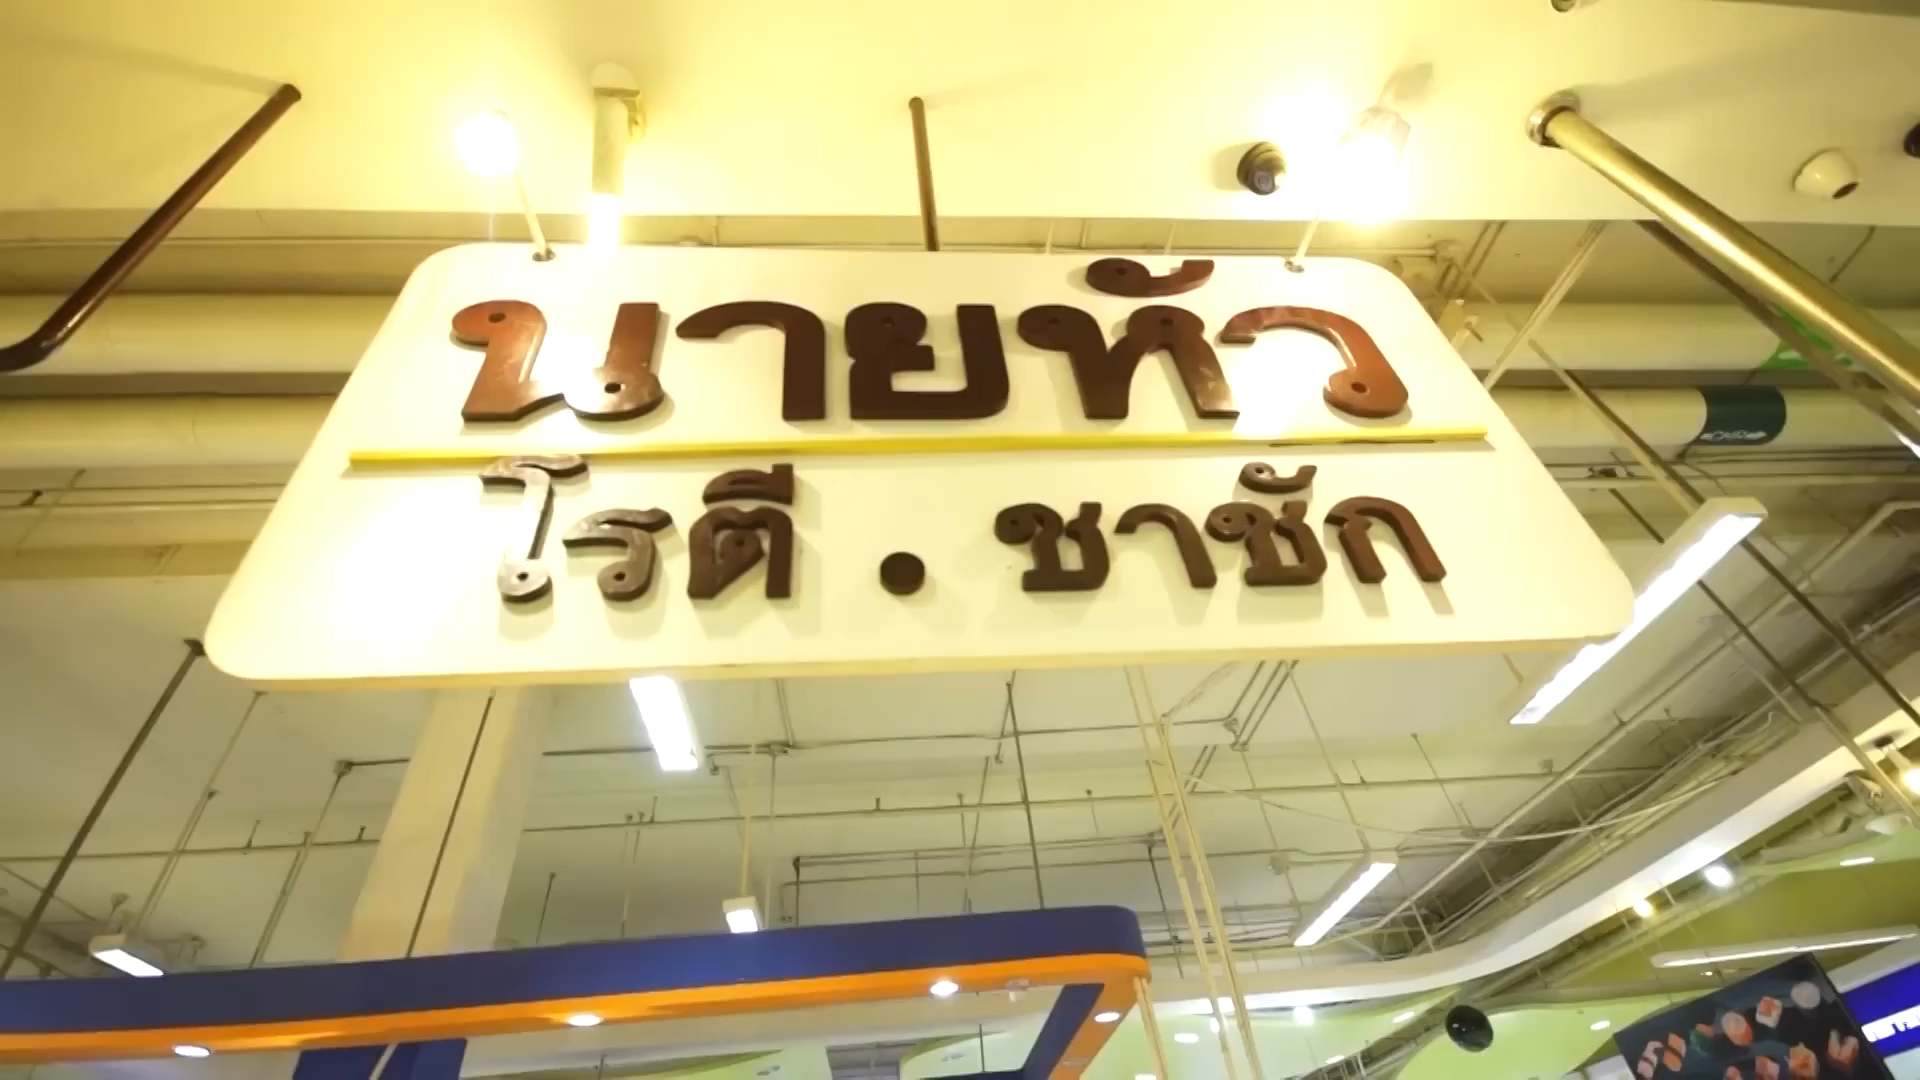 นายหัว
โรตี . ชาชัก